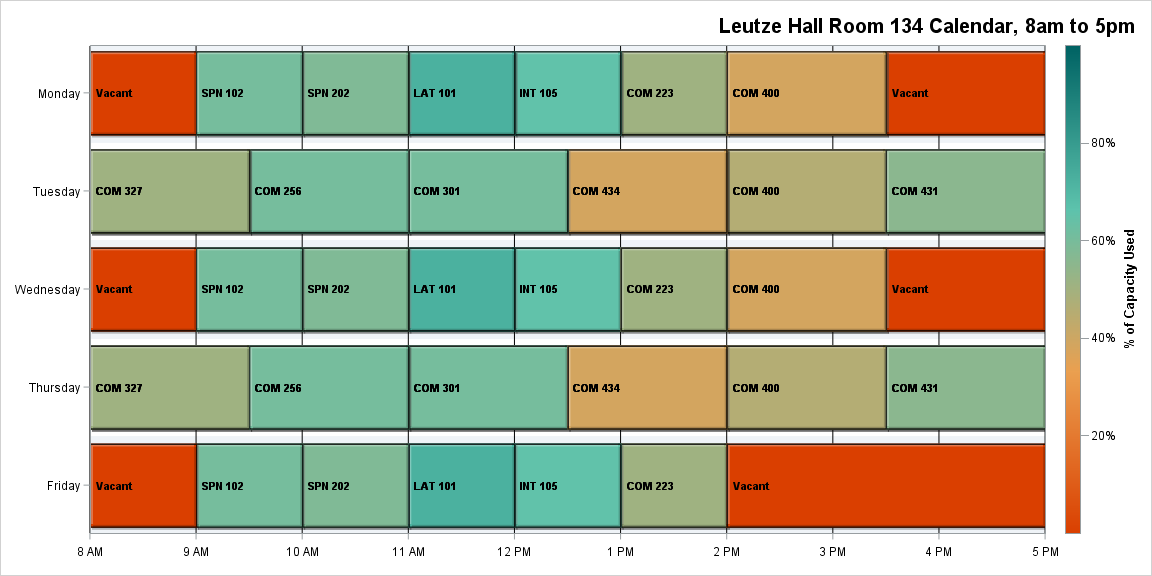 Leutze Hall Room 134 Calendar, 8am to 5pm
Monday
Vacant
SPN 102
SPN 202
LAT 101
INT 105
COM 223
COM 400
Vacant
Tuesday
COM 327
COM 256
COM 301
COM 434
COM 400
COM 431
Wednesday
Vacant
SPN 102
SPN 202
LAT 101
INT 105
COM 223
COM 400
Vacant
Thursday
COM 327
COM 256
COM 301
COM 434
COM 400
COM 431
Friday
Vacant
SPN 102
SPN 202
LAT 101
INT 105
COM 223
Vacant
8 AM
9 AM
10 AM
11 AM
12 PM
1 PM
2 PM
3 PM
4 PM
5 PM
80%
60%
40%
20%
% of Capacity Used